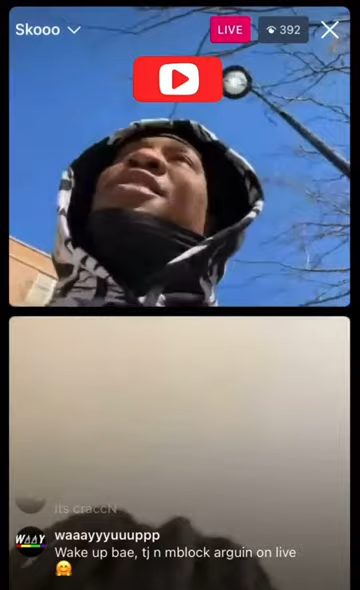 Skooo
LIVE
392
Its craccN
WAAY
waaayyyuuuppp
Wake up bae, tj n mblock arguin on live
🤗